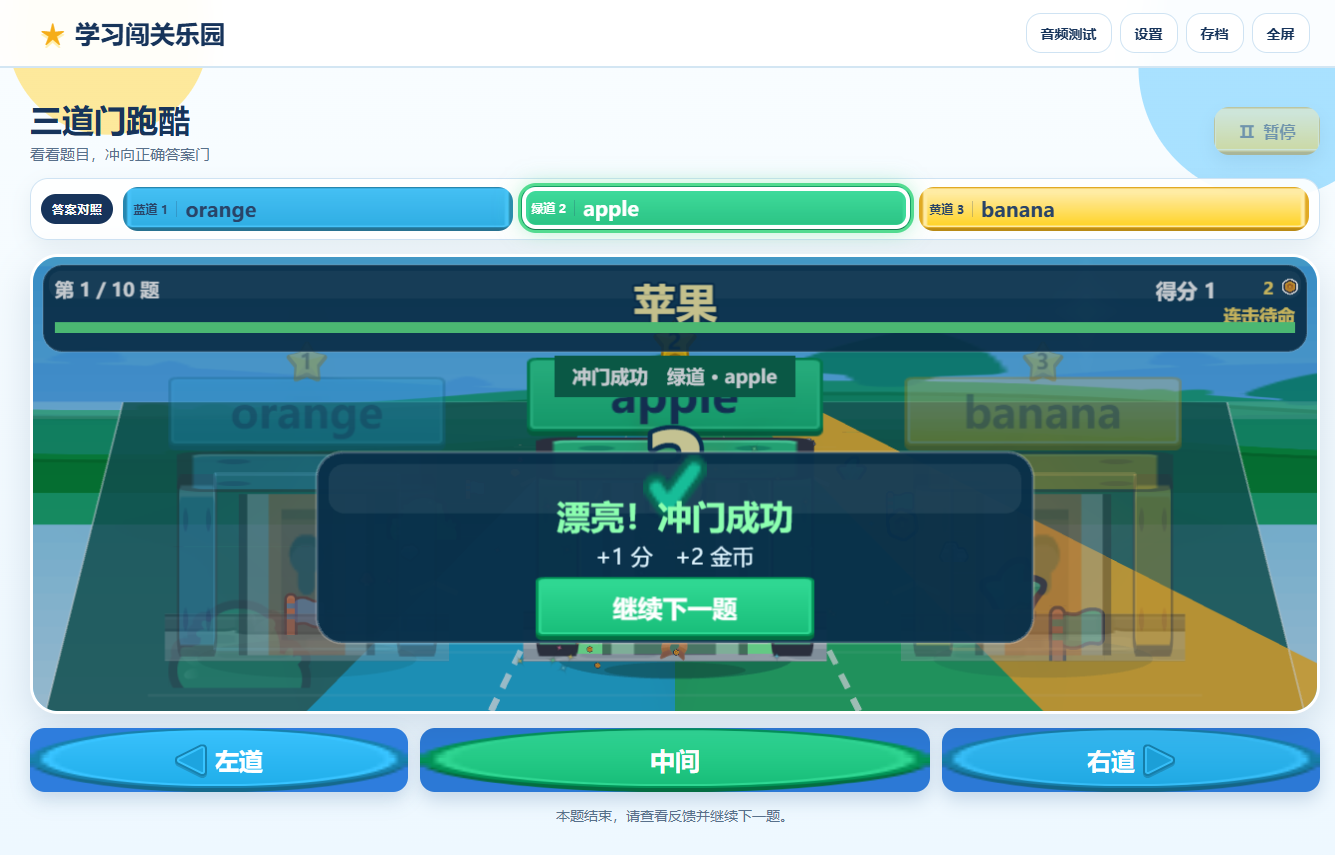 学习闯关乐园
音频测试
设置
存档
全屏
三道门跑酷
看看题目，冲向正确答案门
暂停
答案对照
蓝道 1 orange
绿道 2 apple
黄道 3 banana
第 1 / 10 题
苹果
得分 1
2
连击待命
1
2
3
冲门成功 绿道 • apple
orange
apple
banana
漂亮！冲门成功
+1 分 +2 金币
继续下一题
左道
中间
右道
本题结束，请查看反馈并继续下一题。